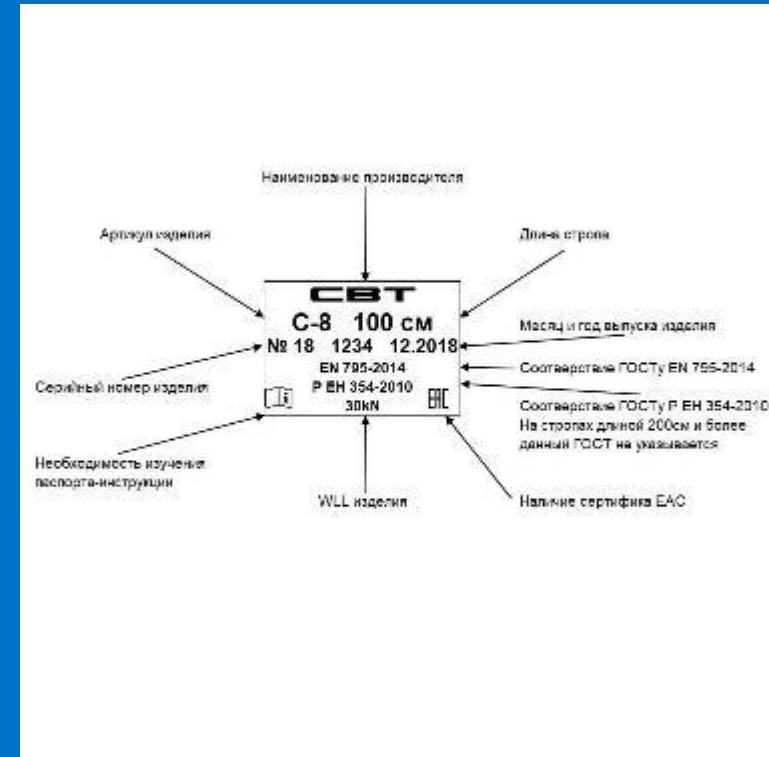 Наименование производителя
Артикул изделия
Длина стропа
СВТ
С-8 100 см
№ 18 1234 12.2018
Месяц и год выпуска изделия
EN 795-2014
Соотверствие ГОСТу EN 795-2014
Серийный номер изделия
Р ЕН 354-2010
30kN
ЕАС
Соотверствие ГОСТу Р ЕН 354-2010
На стропах длиной 200см и более
данный ГОСТ не указывается
Необходимость изучения
паспорта-инструкции
WLL изделия
Наличие сертифика ЕАС